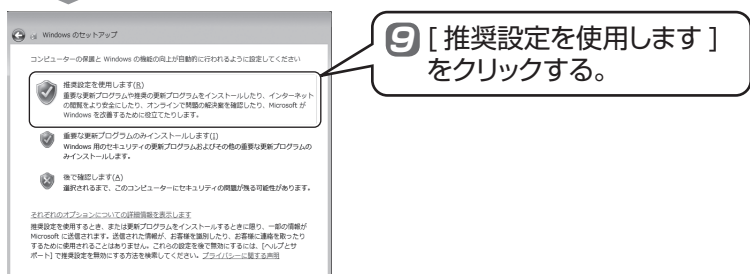 Windows のセットアップ
コンピューターの保護と Windows の機能の向上が自動的に行われるように設定してください
推奨設定を使用します(R)
重要な更新プログラムや推奨の更新プログラムをインストールしたり、インターネット
の閲覧をより安全にしたり、オンラインで問題の解決策を確認したり、Microsoft が
Windows を改善するために役立てたりします。
重要な更新プログラムのみインストールします(I)
Windows 用のセキュリティの更新プログラムおよびその他の重要な更新プログラムの
みインストールします。
後で確認します(A)
選択されるまで、このコンピューターにセキュリティの問題が残る可能性があります。
それぞれのオプションについての詳細情報を表示します
推奨設定を使用するとき、または更新プログラムをインストールするときに限り、一部の情報が
Microsoft に送信されます。送信された情報が、お客様を識別したり、お客様に連絡を取ったり
するために使用されることはありません。これらの設定を後で無効にするには、[ヘルプとサ
ポート] で推奨設定を無効にする方法を検索してください。プライバシーに関する声明
9 [ 推奨設定を使用します ]
をクリックする。